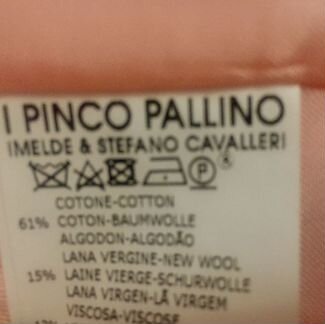 I PINCO PALLINO
IMELDE & STEFANO CAVALLERI
P
COTONE-COTTON
61% COTON-BAUMWOLLE
ALGODON-ALGODÃO
LANA VERGINE-NEW WOOL
15% LAINE VIERGE-SCHURWOLLE
LANA VIRGEN-LÃ VIRGEM
VISCOSA-VISCOSE